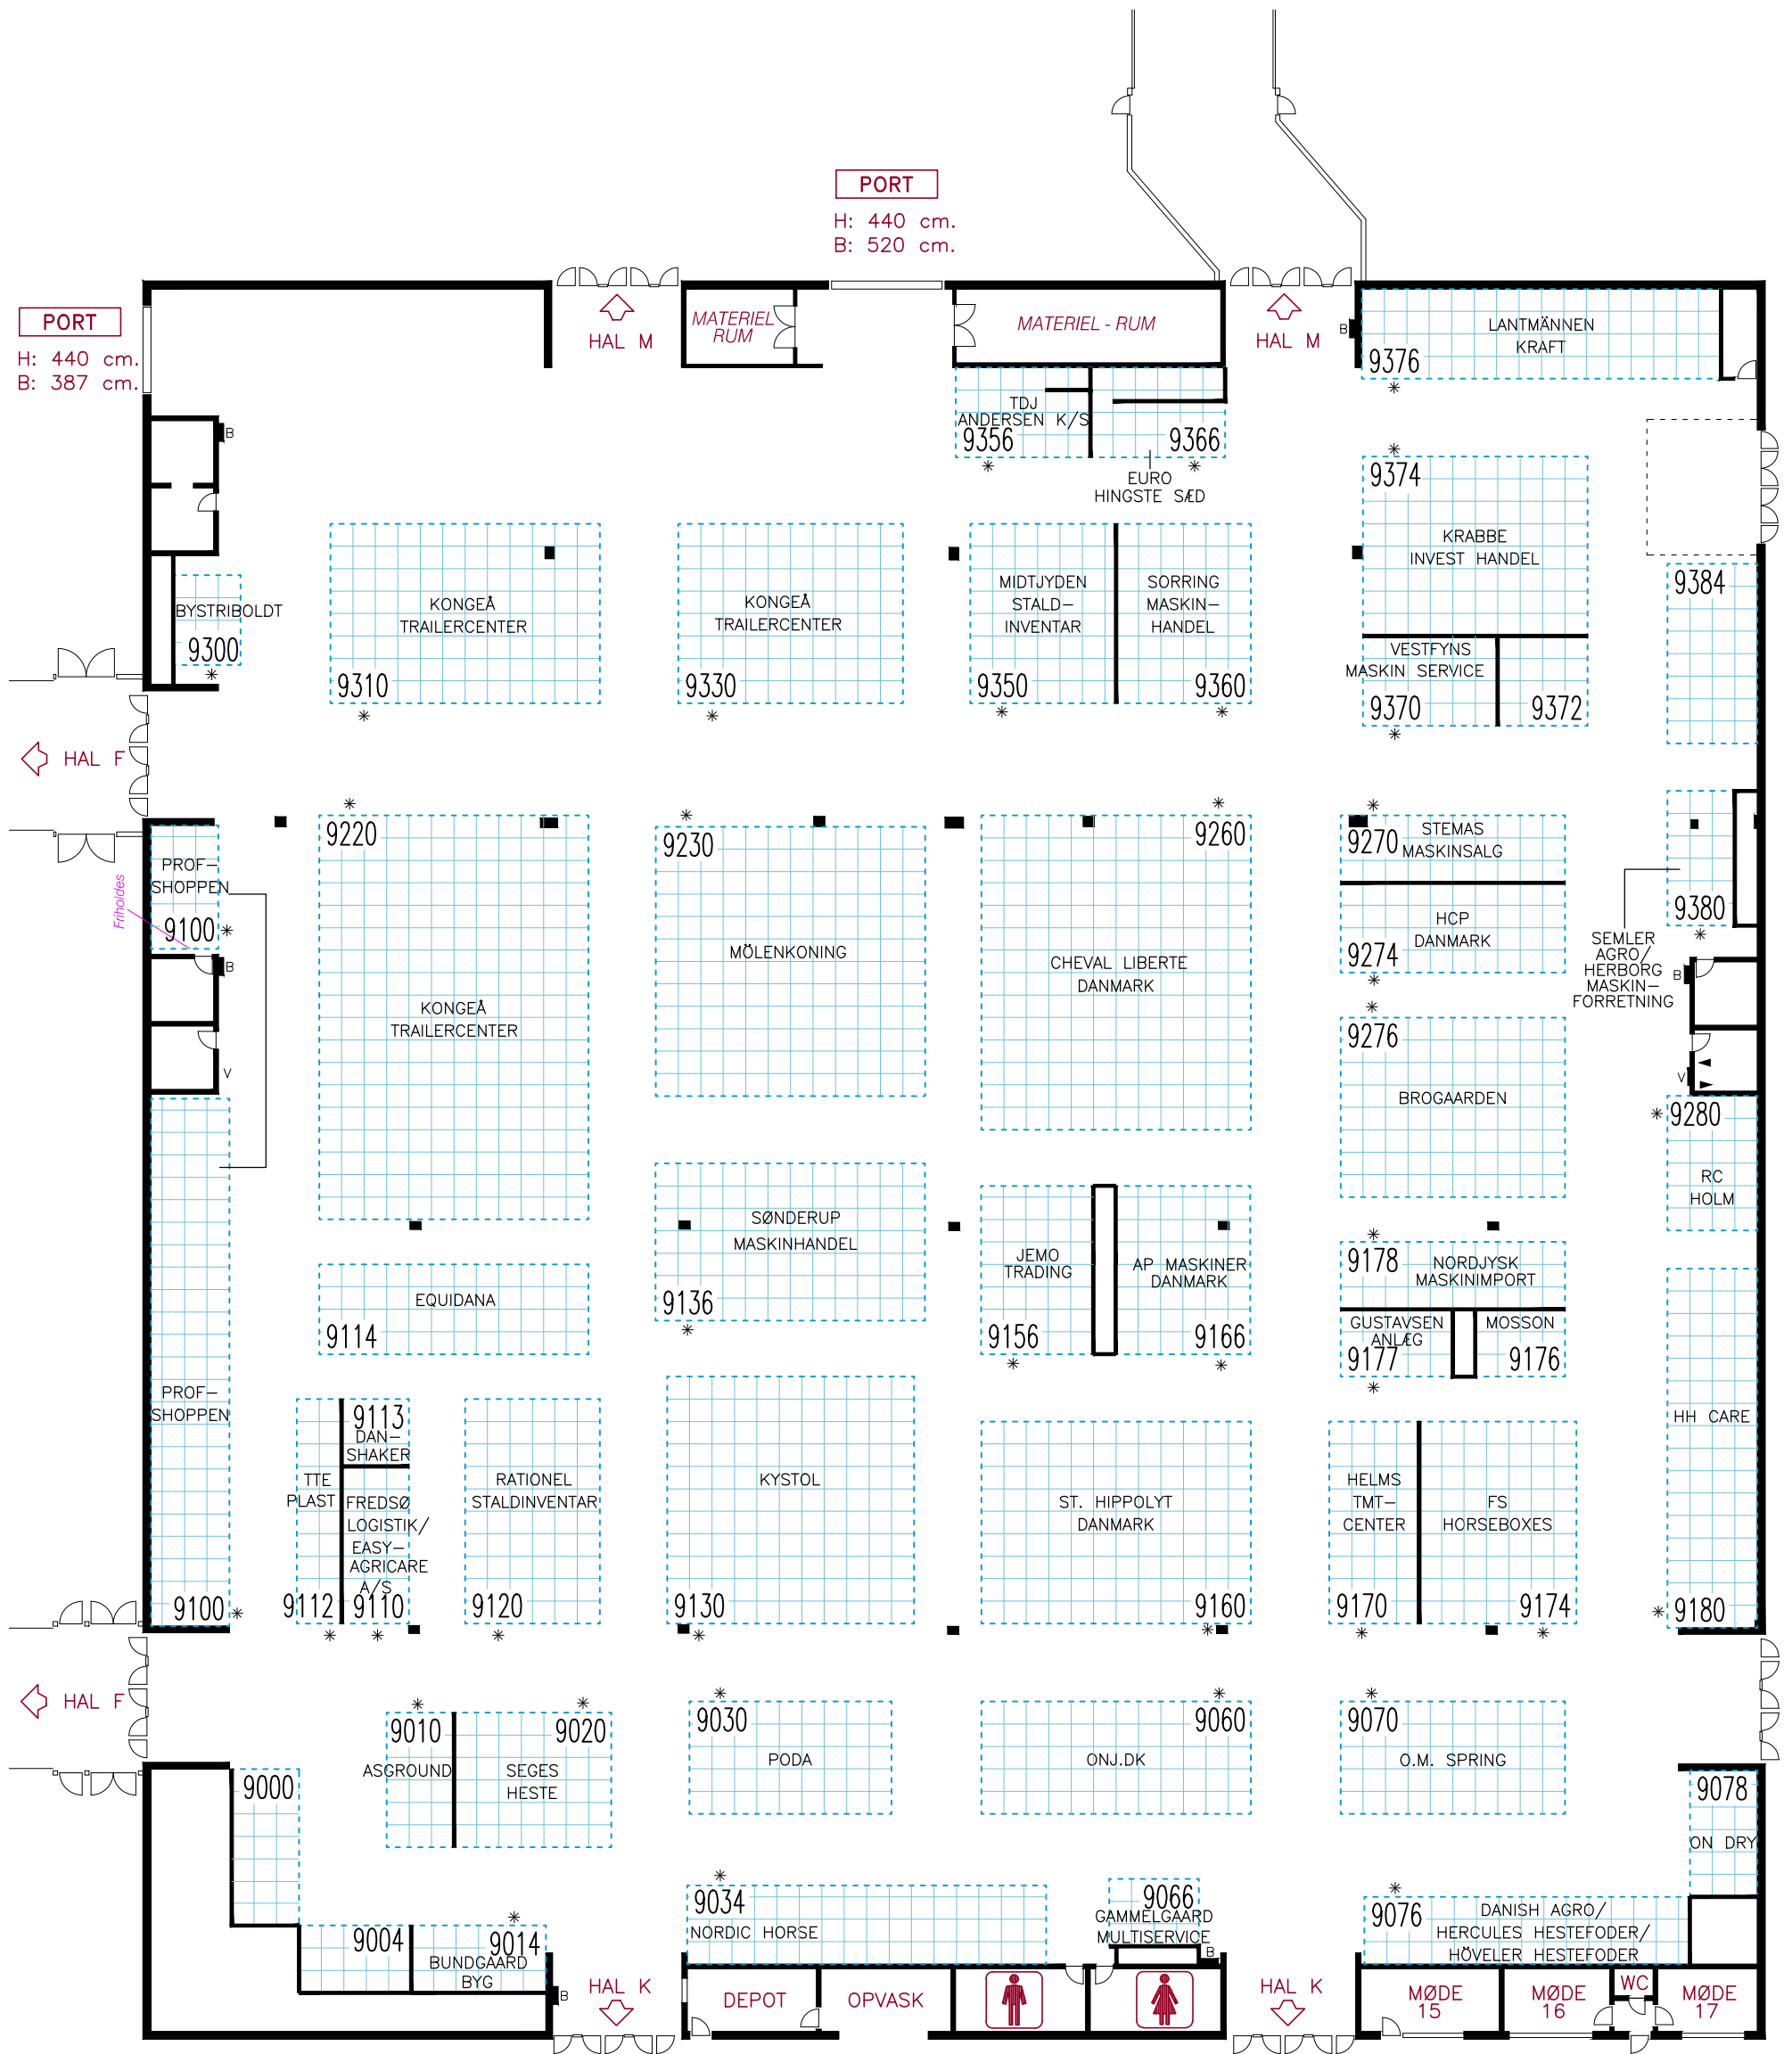 PORT
H: 440 cm.
B: 520 cm.
PORT
H: 440 cm.
B: 387 cm.
HAL M
MATERIEL
RUM
MATERIEL - RUM
HAL M
B
LANTMÄNNEN
KRAFT
9376
B
TDJ
ANDERSEN K/S
9356
9366
EURO
HINGSTE SÆD
9374
KRABBE
INVEST HANDEL
BYSTRIBOLDT
9300
KONGEÅ
TRAILERCENTER
9310
KONGEÅ
TRAILERCENTER
9330
MIDTJYDEN
STALD-
INVENTAR
9350
SORRING
MASKIN-
HANDEL
9360
VESTFYNS
MASKIN SERVICE
9370
9372
9384
HAL F
PROF-
SHOPPEN
9100
Friholdes
B
V
9220
KONGEÅ
TRAILERCENTER
9230
MÖLENKONING
9260
CHEVAL LIBERTE
DANMARK
STEMAS
9270
MASKINSALG
HCP
DANMARK
9274
9276
BROGAARDEN
9380
SEMLER
AGRO/
HERBORG
MASKIN-
FORRETNING
B
V
9280
RC
HOLM
SØNDERUP
MASKINHANDEL
9136
JEMO
TRADING
9156
AP MASKINER
DANMARK
9166
9178
NORDJYSK
MASKINIMPORT
GUSTAVSEN
ANLÆG
9177
MOSSON
9176
EQUIDANA
9114
PROF-
SHOPPEN
9100
9113
DAN-
SHAKER
TTE
PLAST
9112
FREDSØ
LOGISTIK/
EASY-
AGRICARE
A/S
9110
RATIONEL
STALDINVENTAR
9120
KYSTOL
9130
ST. HIPPOLYT
DANMARK
9160
HELMS
TMT-
CENTER
9170
FS
HORSEBOXES
9174
HH CARE
9180
HAL F
9010
ASGROUND
9020
SEGES
HESTE
9030
PODA
9060
ONJ.DK
9070
O.M. SPRING
9078
ON DRY
9000
9004
9014
BUNDGAARD
BYG
B
9034
NORDIC HORSE
9066
GAMMELGAARD
MULTISERVICE
B
9076
DANISH AGRO/
HERCULES HESTEFODER/
HÖVELER HESTEFODER
HAL K
DEPOT
OPVASK
HAL K
MØDE
15
MØDE
16
WC
MØDE
17